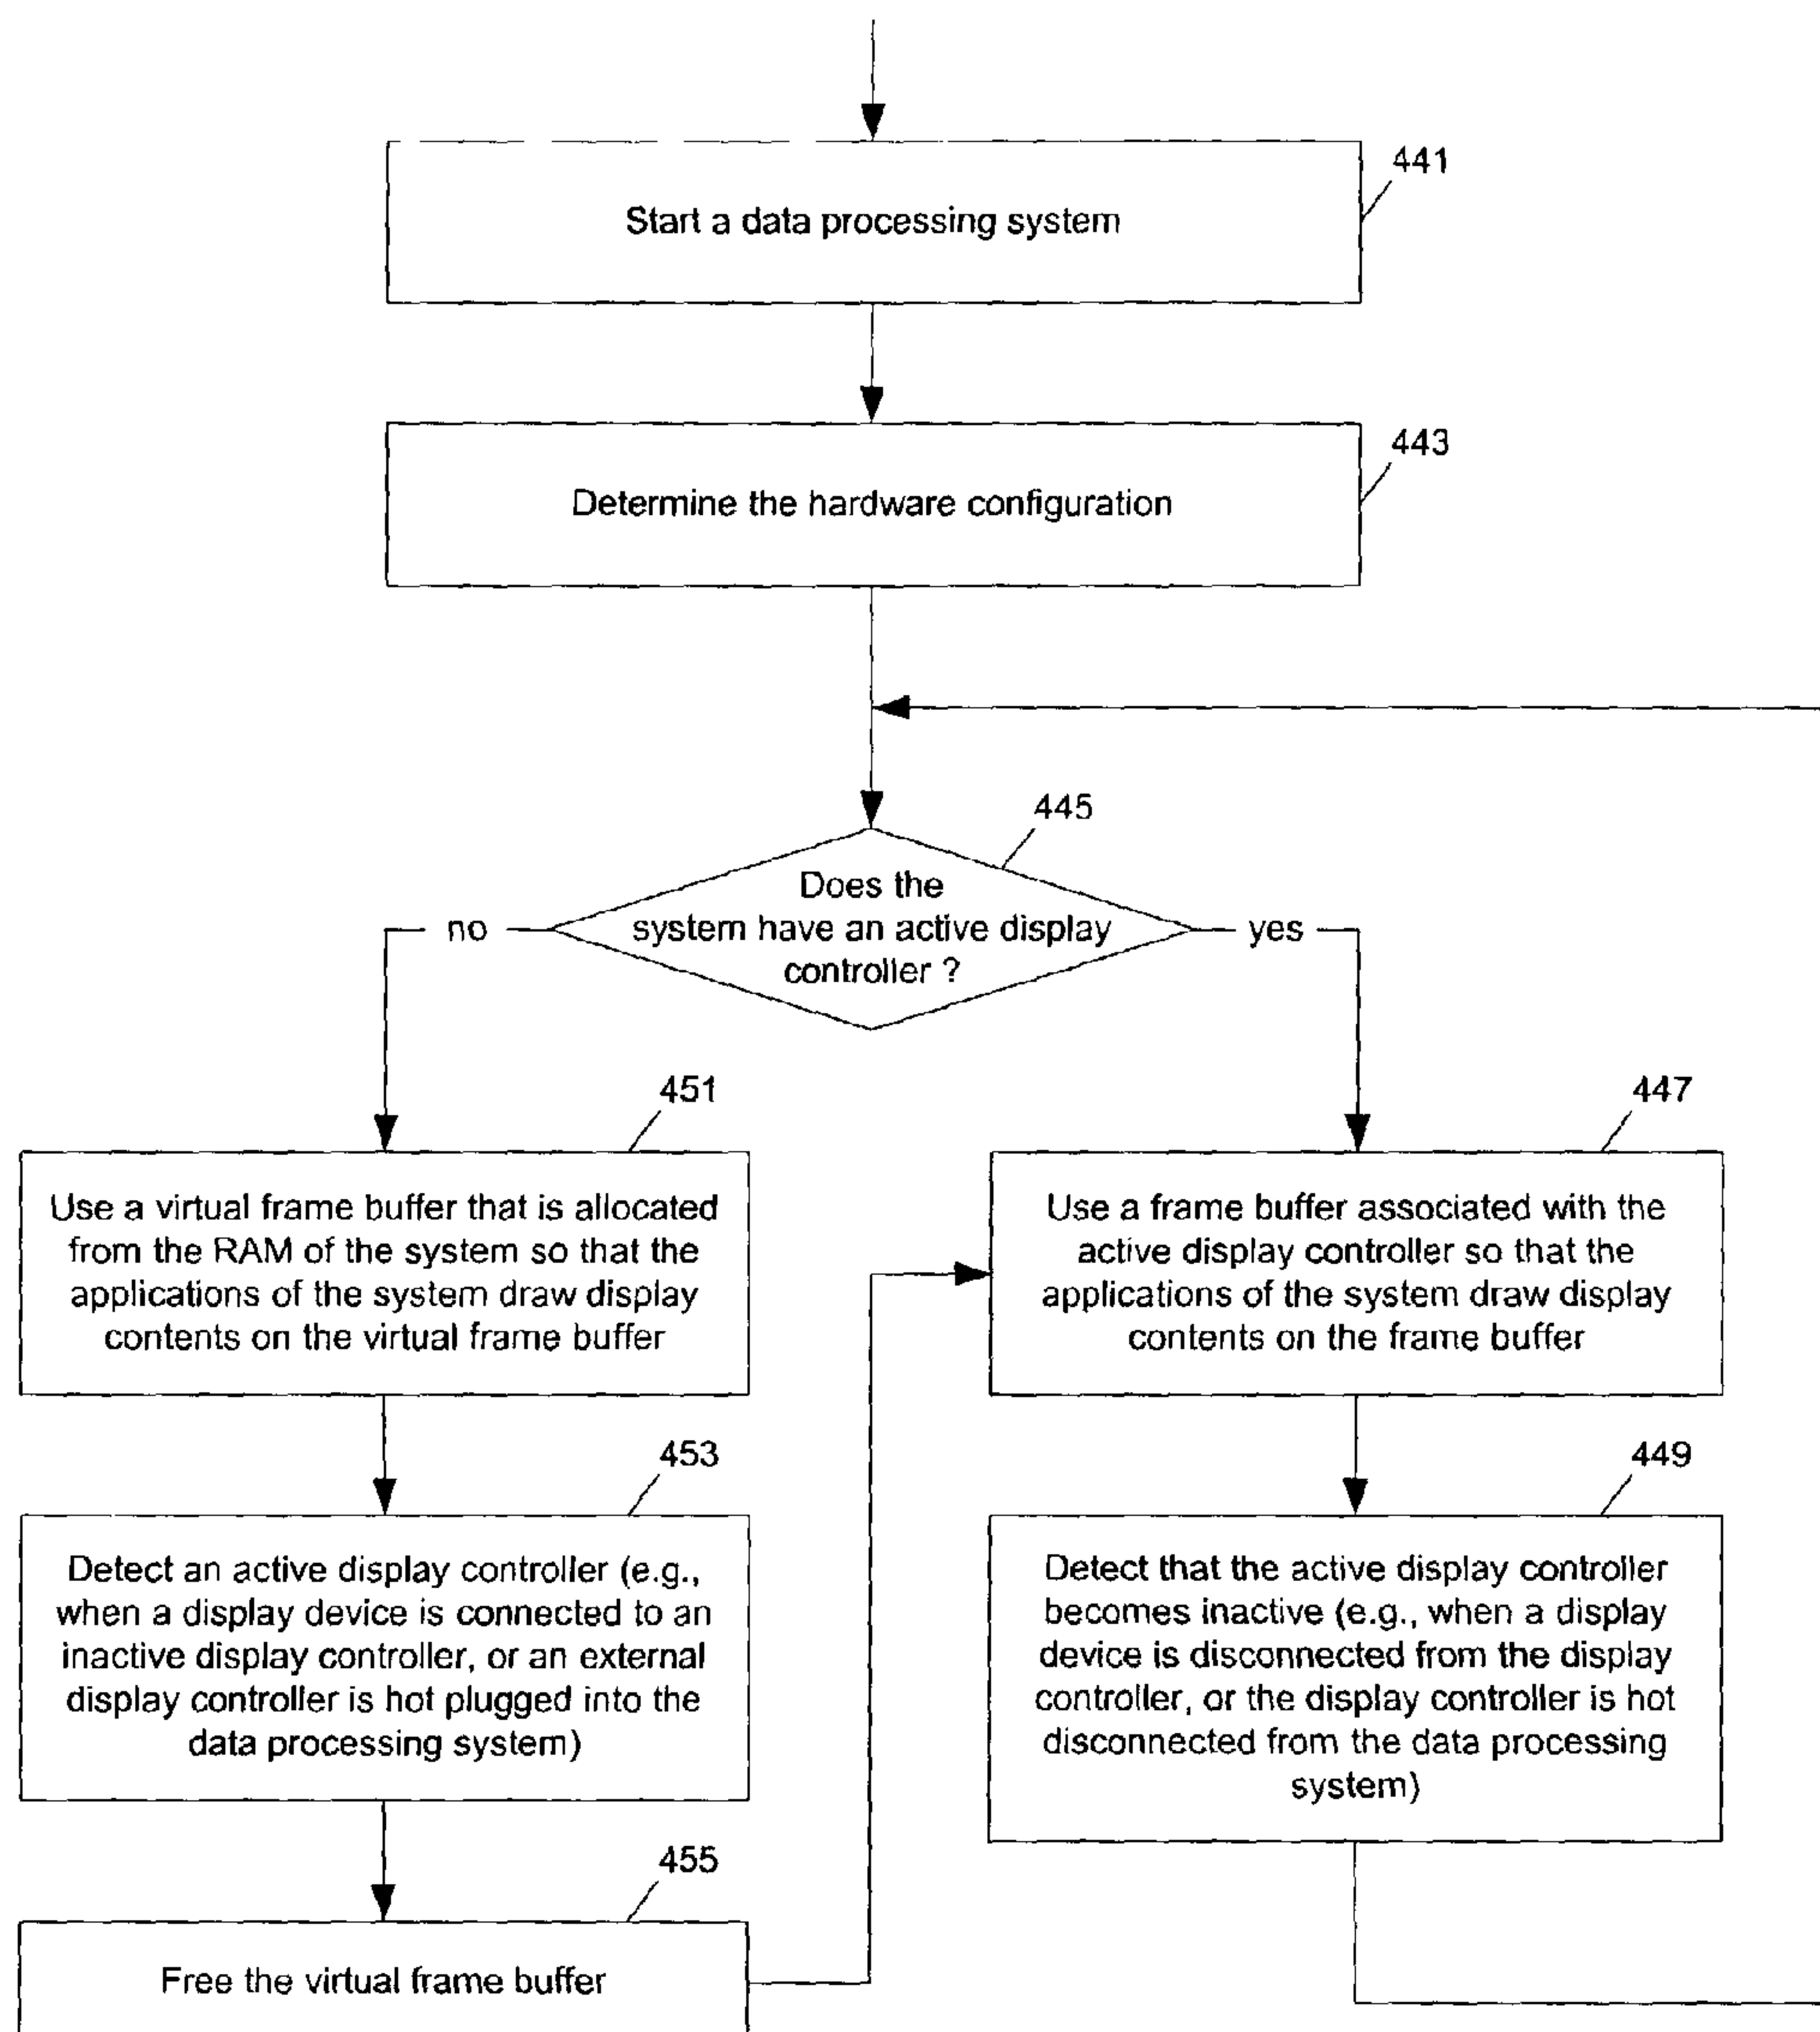 441
Start a data processing system
443
Determine the hardware configuration
445
Does the
system have an active display
controller ?
no
yes
451
Use a virtual frame buffer that is allocated
from the RAM of the system so that the
applications of the system draw display
contents on the virtual frame buffer
447
Use a frame buffer associated with the
active display controller so that the
applications of the system draw display
contents on the frame buffer
453
Detect an active display controller (e.g.,
when a display device is connected to an
inactive display controller, or an external
display controller is hot plugged into the
data processing system)
449
Detect that the active display controller
becomes inactive (e.g., when a display
device is disconnected from the display
controller, or the display controller is hot
disconnected from the data processing
system)
455
Free the virtual frame buffer